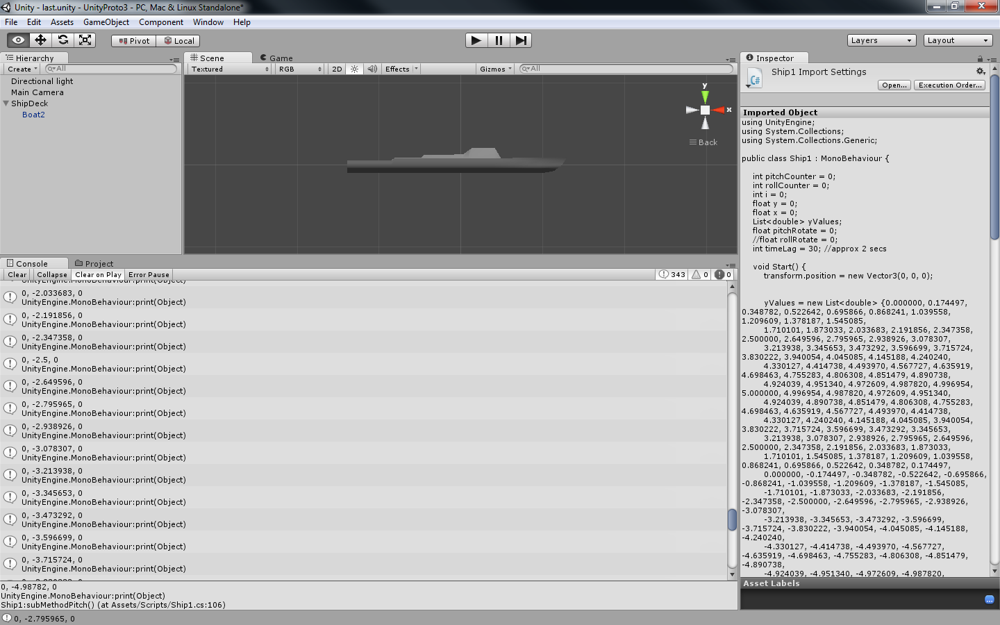 Unity - last.unity - UnityProto3 - PC, Mac & Linux Standalone*
File Edit Assets GameObject Component Window Help
Pivot Local Layers Layout
Hierarchy
Create All
Directional light
Main Camera
ShipDeck
Boat2
Scene Game
Textured RGB 2D Effects Gizmos All
y
x
Back
Console Project
Clear Collapse Clear on Play Error Pause 343 0 0
UnityEngine.MonoBehaviour:print(Object)
0, -2.033683, 0
UnityEngine.MonoBehaviour:print(Object)
0, -2.191856, 0
UnityEngine.MonoBehaviour:print(Object)
0, -2.347358, 0
UnityEngine.MonoBehaviour:print(Object)
0, -2.5, 0
UnityEngine.MonoBehaviour:print(Object)
0, -2.649596, 0
UnityEngine.MonoBehaviour:print(Object)
0, -2.795965, 0
UnityEngine.MonoBehaviour:print(Object)
0, -2.938926, 0
UnityEngine.MonoBehaviour:print(Object)
0, -3.078307, 0
UnityEngine.MonoBehaviour:print(Object)
0, -3.213938, 0
UnityEngine.MonoBehaviour:print(Object)
0, -3.345653, 0
UnityEngine.MonoBehaviour:print(Object)
0, -3.473292, 0
UnityEngine.MonoBehaviour:print(Object)
0, -3.596699, 0
UnityEngine.MonoBehaviour:print(Object)
0, -3.715724, 0
UnityEngine.MonoBehaviour:print(Object)
0, -4.98782, 0
UnityEngine.MonoBehaviour:print(Object)
Ship1:subMethodPitch() (at Assets/Scripts/Ship1.cs:106)
0, -2.795965, 0
Inspector
C#
Ship1 Import Settings
Open... Execution Order...
Imported Object
using UnityEngine;
using System.Collections;
using System.Collections.Generic;
public class Ship1 : MonoBehaviour {
int pitchCounter = 0;
int rollCounter = 0;
int i = 0;
float y = 0;
float x = 0;
List<double> yValues;
float pitchRotate = 0;
//float rollRotate = 0;
int timeLag = 30; //approx 2 secs
void Start() {
transform.position = new Vector3(0, 0, 0);
yValues = new List<double> {0.000000, 0.174497,
0.348782, 0.522642, 0.695866, 0.868241, 1.039558,
1.209609, 1.378187, 1.545085,
1.710101, 1.873033, 2.033683, 2.191856, 2.347358,
2.500000, 2.649596, 2.795965, 2.938926, 3.078307,
3.213938, 3.345653, 3.473292, 3.596699, 3.715724,
3.830222, 3.940054, 4.045085, 4.145188, 4.240240,
4.330127, 4.414738, 4.493970, 4.567727, 4.635919,
4.698463, 4.755283, 4.806308, 4.851479, 4.890738,
4.924039, 4.951340, 4.972609, 4.987820, 4.996954,
5.000000, 4.996954, 4.987820, 4.972609, 4.951340,
4.924039, 4.890738, 4.851479, 4.806308, 4.755283,
4.698463, 4.635919, 4.567727, 4.493970, 4.414738,
4.330127, 4.240240, 4.145188, 4.045085, 3.940054,
3.830222, 3.715724, 3.596699, 3.473292, 3.345653,
3.213938, 3.078307, 2.938926, 2.795965, 2.649596,
2.500000, 2.347358, 2.191856, 2.033683, 1.873033,
1.710101, 1.545085, 1.378187, 1.209609, 1.039558,
0.868241, 0.695866, 0.522642, 0.348782, 0.174497,
0.000000, -0.174497, -0.348782, -0.522642, -0.695866,
-0.868241, -1.039558, -1.209609, -1.378187, -1.545085,
-1.710101, -1.873033, -2.033683, -2.191856,
-2.347358, -2.500000, -2.649596, -2.795965, -2.938926,
-3.078307,
-3.213938, -3.345653, -3.473292, -3.596699,
-3.715724, -3.830222, -3.940054, -4.045085, -4.145188,
-4.240240,
-4.330127, -4.414738, -4.493970, -4.567727,
-4.635919, -4.698463, -4.755283, -4.806308, -4.851479,
-4.890738,
-4.924039, -4.951340, -4.972609, -4.987820,
Asset Labels